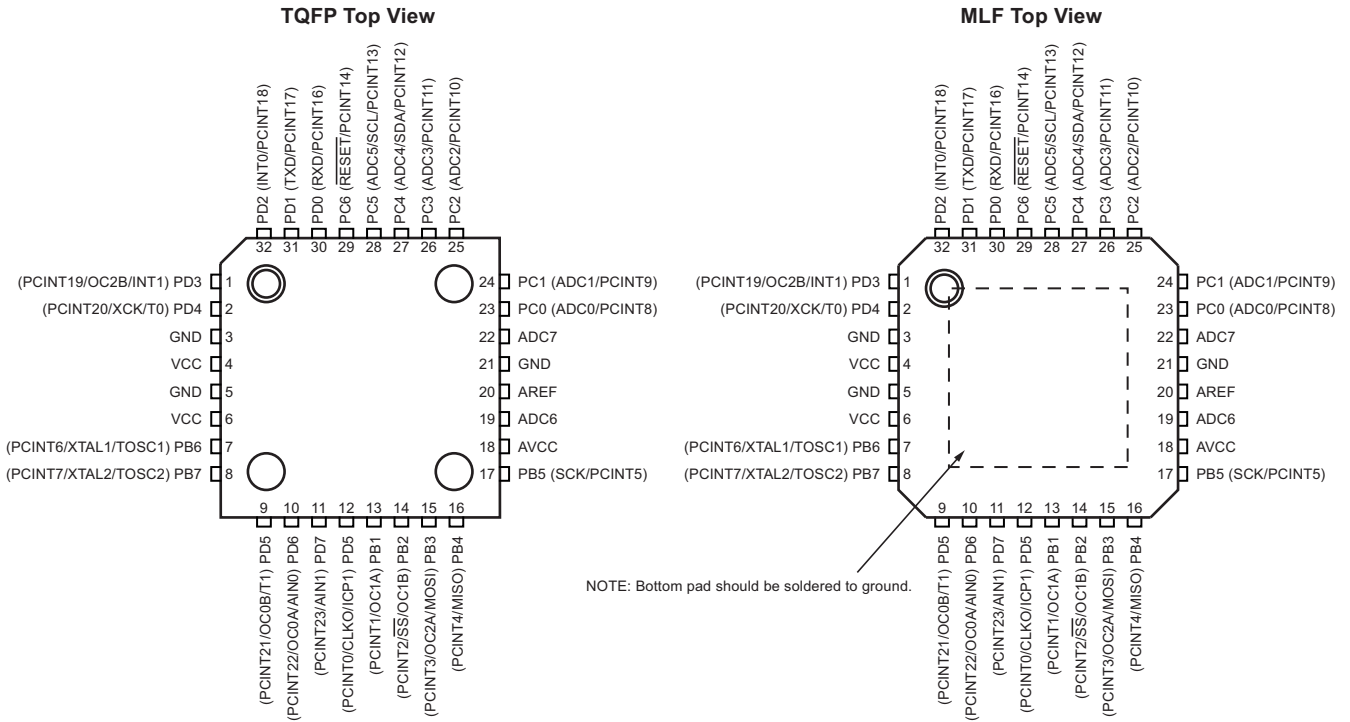 TQFP Top View
PD2 (INT0/PCINT18)
PD1 (TXD/PCINT17)
PD0 (RXD/PCINT16)
PC6 (RESET/PCINT14)
PC5 (ADC5/SCL/PCINT13)
PC4 (ADC4/SDA/PCINT12)
PC3 (ADC3/PCINT11)
PC2 (ADC2/PCINT10)
32 31 30 29 28 27 26 25
(PCINT19/OC2B/INT1) PD3 1
(PCINT20/XCK/T0) PD4 2
GND 3
VCC 4
GND 5
VCC 6
(PCINT6/XTAL1/TOSC1) PB6 7
(PCINT7/XTAL2/TOSC2) PB7 8
24 PC1 (ADC1/PCINT9)
23 PC0 (ADC0/PCINT8)
22 ADC7
21 GND
20 AREF
19 ADC6
18 AVCC
17 PB5 (SCK/PCINT5)
9 10 11 12 13 14 15 16
(PCINT21/OC0B/T1) PD5
(PCINT22/OC0A/AIN0) PD6
(PCINT23/AIN1) PD7
(PCINT0/CLKO/ICP1) PD5
(PCINT1/OC1A) PB1
(PCINT2/SS/OC1B) PB2
(PCINT3/OC2A/MOSI) PB3
(PCINT4/MISO) PB4
MLF Top View
PD2 (INT0/PCINT18)
PD1 (TXD/PCINT17)
PD0 (RXD/PCINT16)
PC6 (RESET/PCINT14)
PC5 (ADC5/SCL/PCINT13)
PC4 (ADC4/SDA/PCINT12)
PC3 (ADC3/PCINT11)
PC2 (ADC2/PCINT10)
32 31 30 29 28 27 26 25
(PCINT19/OC2B/INT1) PD3 1
(PCINT20/XCK/T0) PD4 2
GND 3
VCC 4
GND 5
VCC 6
(PCINT6/XTAL1/TOSC1) PB6 7
(PCINT7/XTAL2/TOSC2) PB7 8
24 PC1 (ADC1/PCINT9)
23 PC0 (ADC0/PCINT8)
22 ADC7
21 GND
20 AREF
19 ADC6
18 AVCC
17 PB5 (SCK/PCINT5)
9 10 11 12 13 14 15 16
(PCINT21/OC0B/T1) PD5
(PCINT22/OC0A/AIN0) PD6
(PCINT23/AIN1) PD7
(PCINT0/CLKO/ICP1) PD5
(PCINT1/OC1A) PB1
(PCINT2/SS/OC1B) PB2
(PCINT3/OC2A/MOSI) PB3
(PCINT4/MISO) PB4
NOTE: Bottom pad should be soldered to ground.